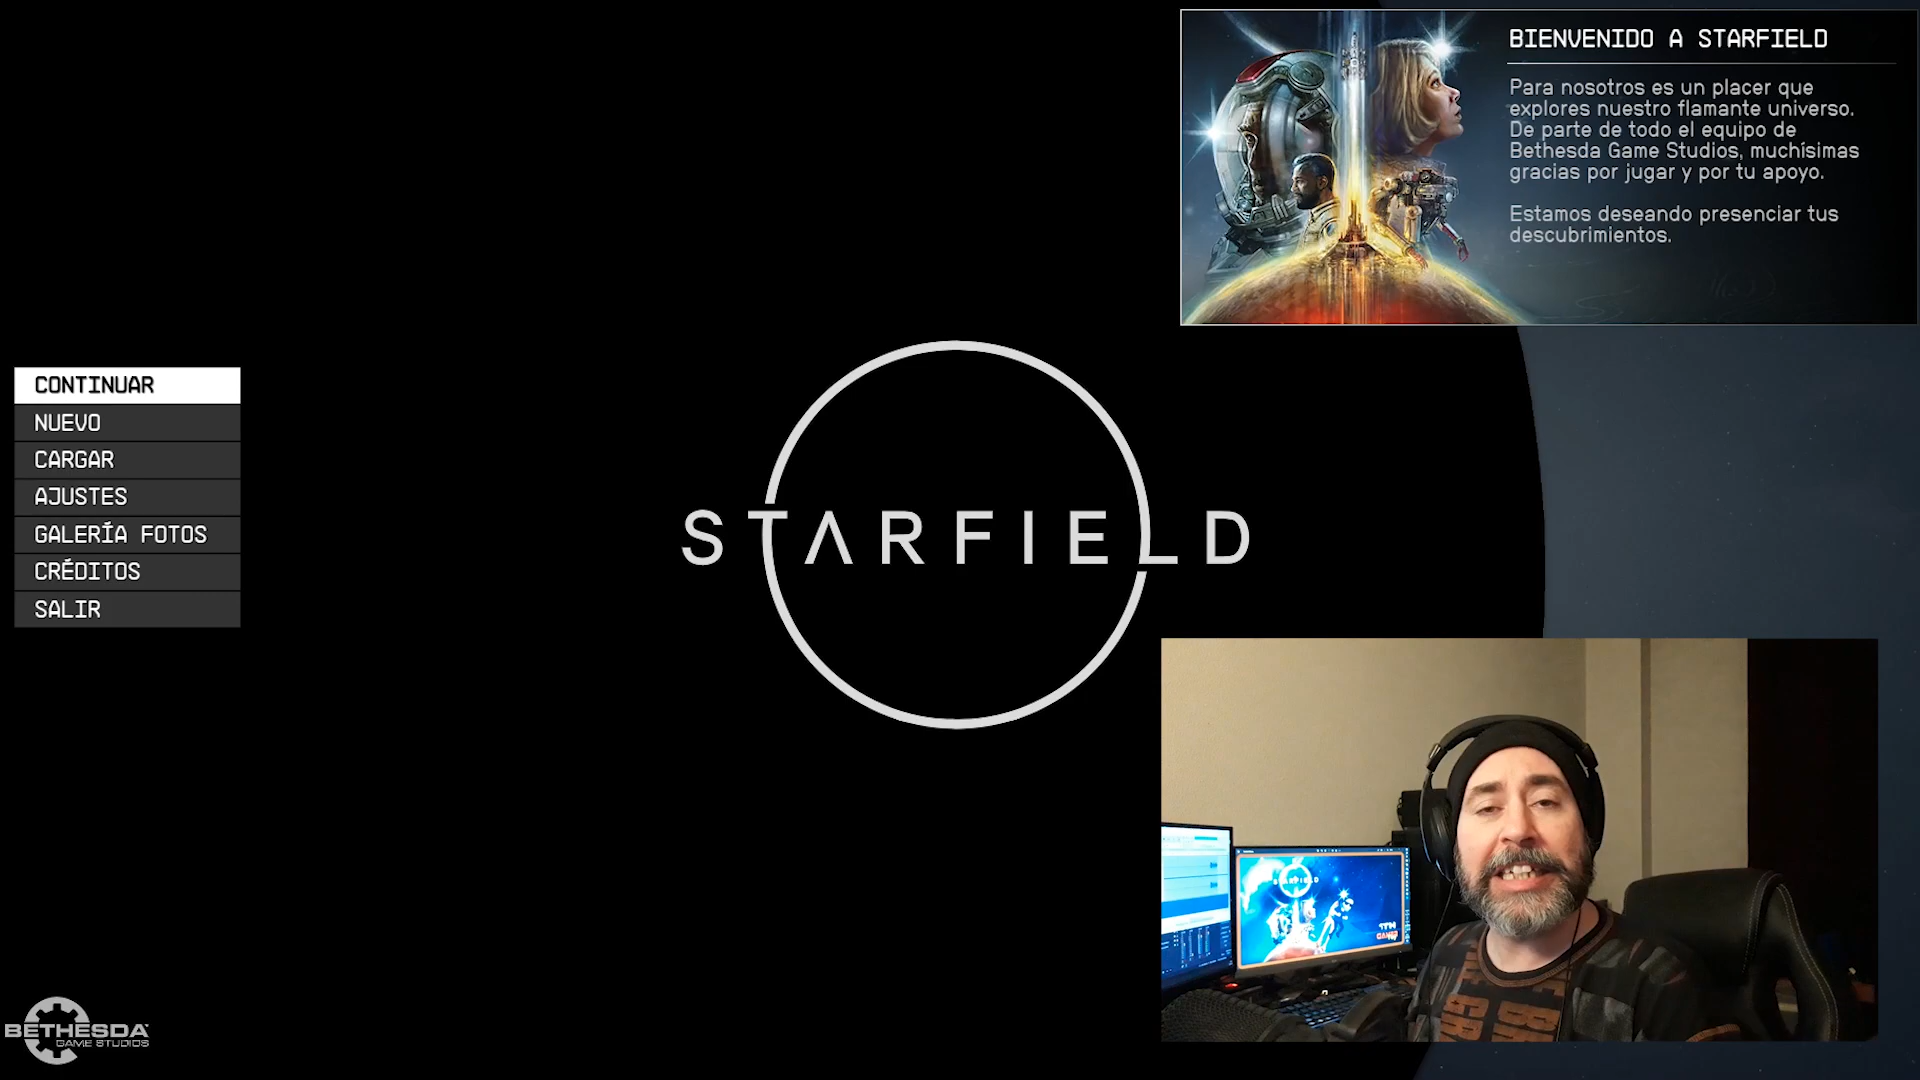 BIENVENIDO A STARFIELD
Para nosotros es un placer que
explores nuestro flamante universo.
De parte de todo el equipo de
Bethesda Game Studios, muchísimas
gracias por jugar y por tu apoyo.
Estamos deseando presenciar tus
descubrimientos.
CONTINUAR
NUEVO
CARGAR
AJUSTES
GALERÍA FOTOS
CRÉDITOS
SALIR
STARFIELD
STARFIELD
BETHESDA
GAME STUDIOS